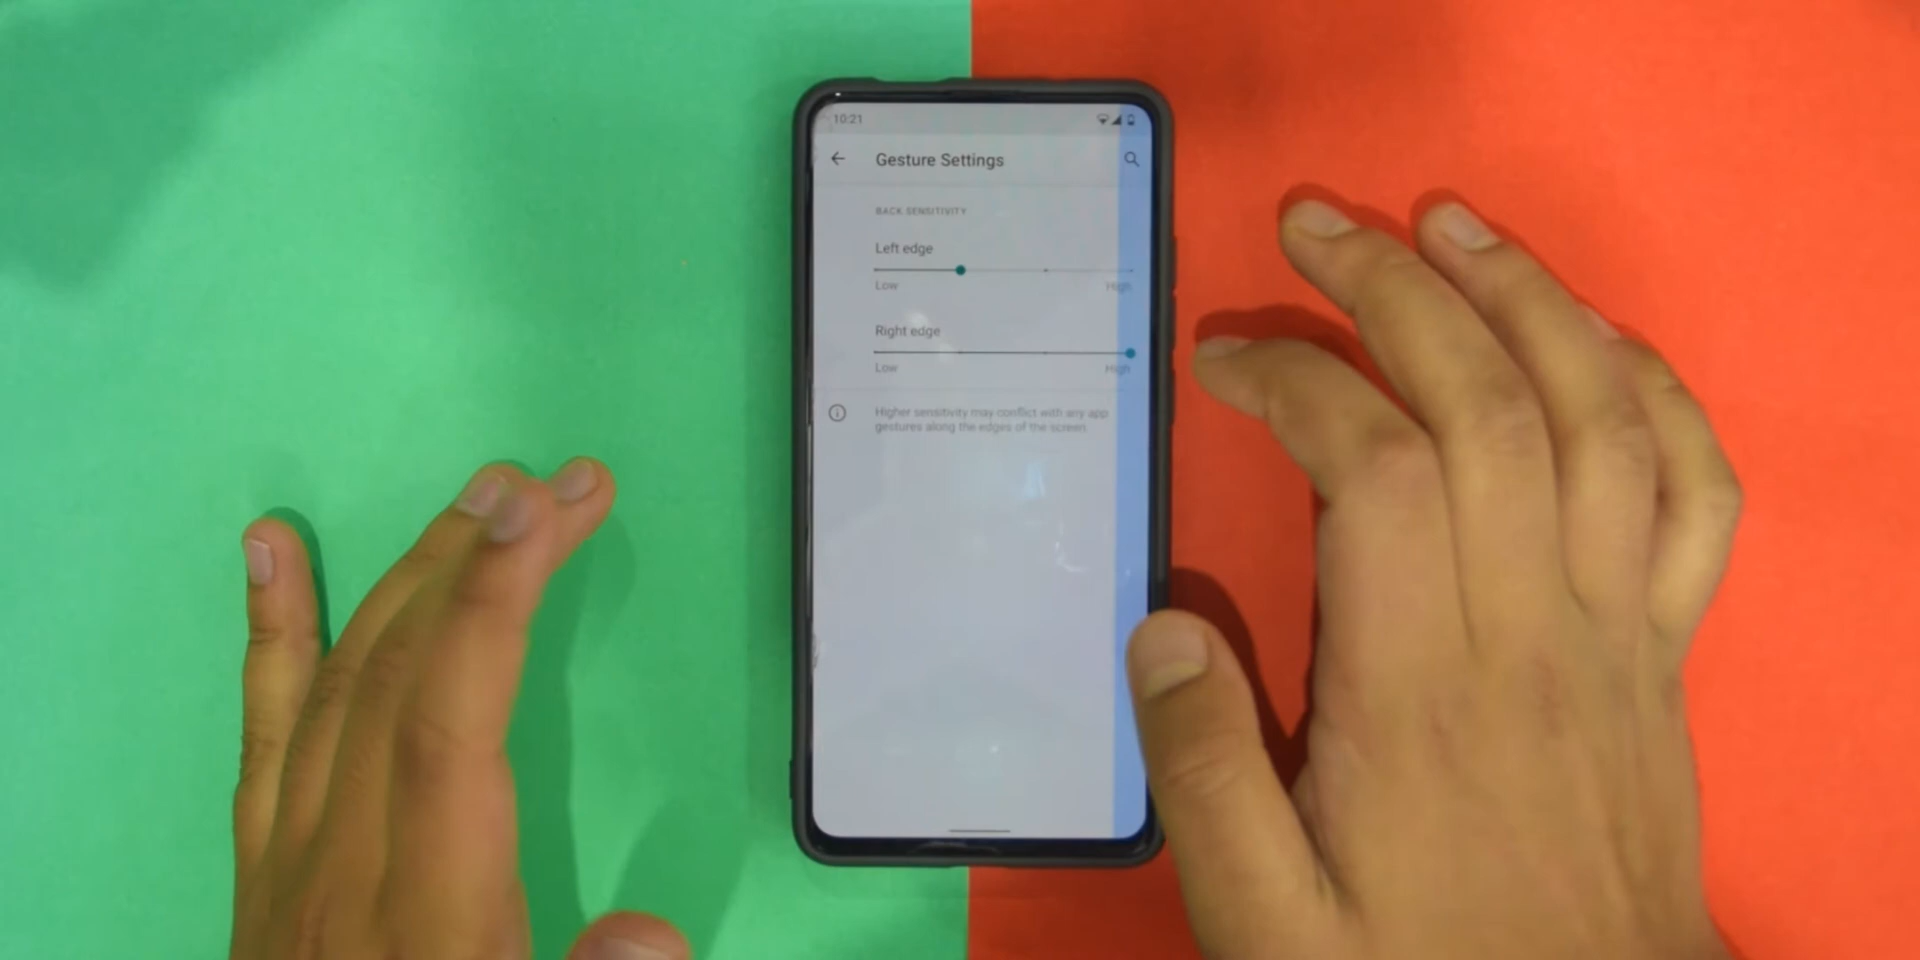 10:21
Gesture Settings
BACK SENSITIVITY
Left edge
Low High
Right edge
Low High
Higher sensitivity may conflict with any app
gestures along the edges of the screen